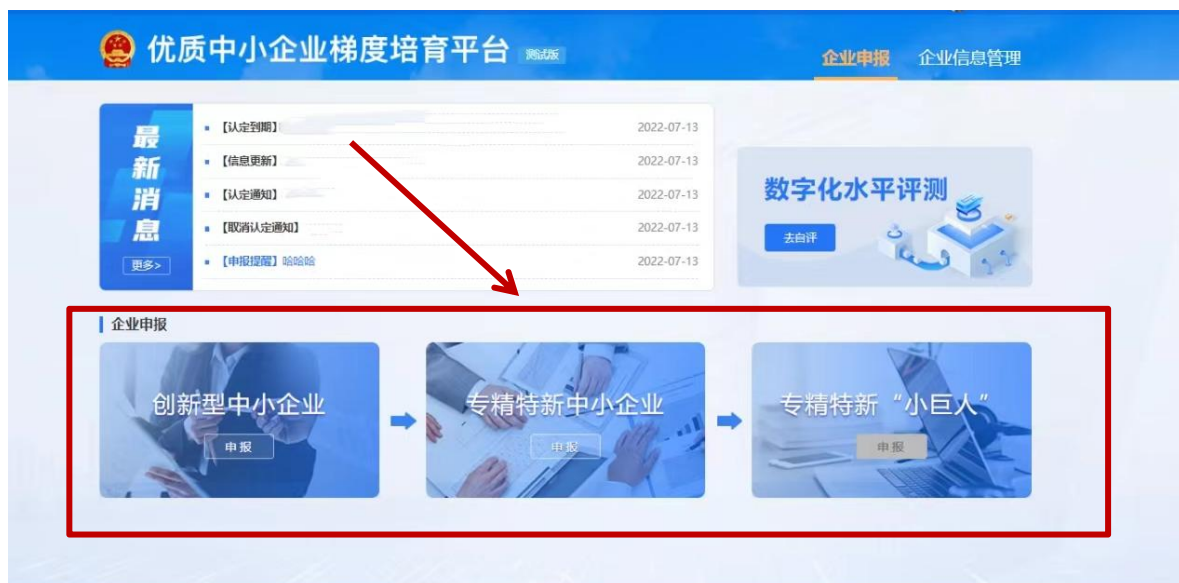 优质中小企业梯度培育平台 测试版
企业申报 企业信息管理
最新消息
更多>
【认定到期】 2022-07-13
【信息更新】 2022-07-13
【认定通知】 2022-07-13
【取消认定通知】 2022-07-13
【申报提醒】哈哈哈 2022-07-13
数字化水平评测
去自评
企业申报
创新型中小企业
申报
专精特新中小企业
申报
专精特新“小巨人”
申报